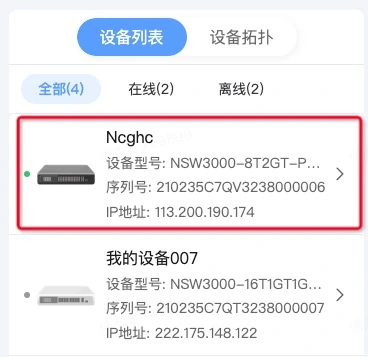 设备列表 设备拓扑
全部(4) 在线(2) 离线(2)
Ncghc
设备型号: NSW3000-8T2GT-P...
序列号: 210235C7QV3238000006
IP地址: 113.200.190.174
我的设备007
设备型号: NSW3000-16T1GT1G...
序列号: 210235C7QT3238000007
IP地址: 222.175.148.122